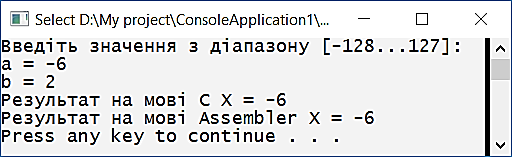 Select D:\My project\ConsoleApplication1\...
Введіть значення з діапазону [-128...127]:
a = -6
b = 2
Результат на мові C X = -6
Результат на мові Assembler X = -6
Press any key to continue . . .